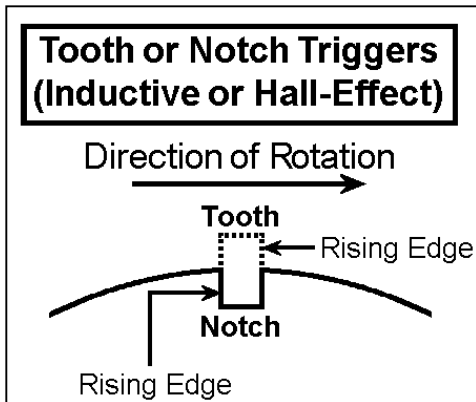 Tooth or Notch Triggers
(Inductive or Hall-Effect)
Direction of Rotation
Tooth
Rising Edge
Notch
Rising Edge